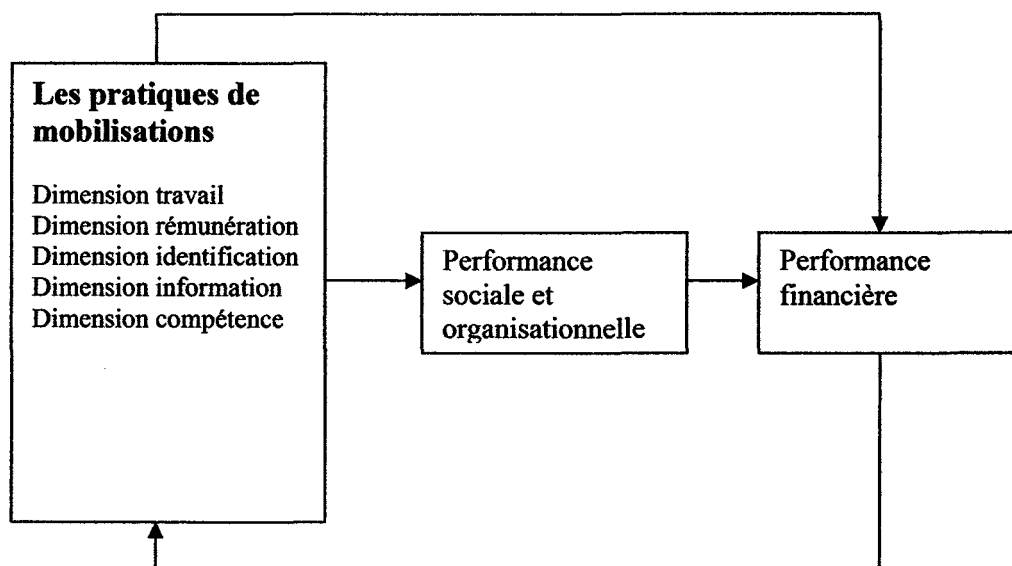 Les pratiques de
mobilisations
Dimension travail
Dimension rémunération
Dimension identification
Dimension information
Dimension compétence
Performance
sociale et
organisationnelle
Performance
financière